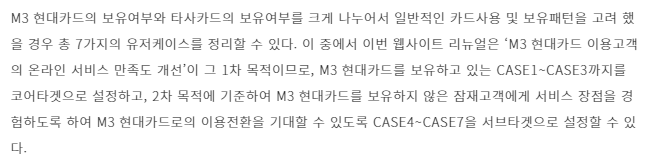 M3 현대카드의 보유여부와 타사카드의 보유여부를 크게 나누어서 일반적인 카드사용 및 보유패턴을 고려 했
을 경우 총 7가지의 유저케이스를 정리할 수 있다. 이 중에서 이번 웹사이트 리뉴얼은 ‘M3 현대카드 이용고객
의 온라인 서비스 만족도 개선’이 그 1차 목적이므로, M3 현대카드를 보유하고 있는 CASE1~CASE3까지를
코어타겟으로 설정하고, 2차 목적에 기준하여 M3 현대카드를 보유하지 않은 잠재고객에게 서비스 장점을 경
험하도록 하여 M3 현대카드로의 이용전환을 기대할 수 있도록 CASE4~CASE7을 서브타겟으로 설정할 수 있
다.